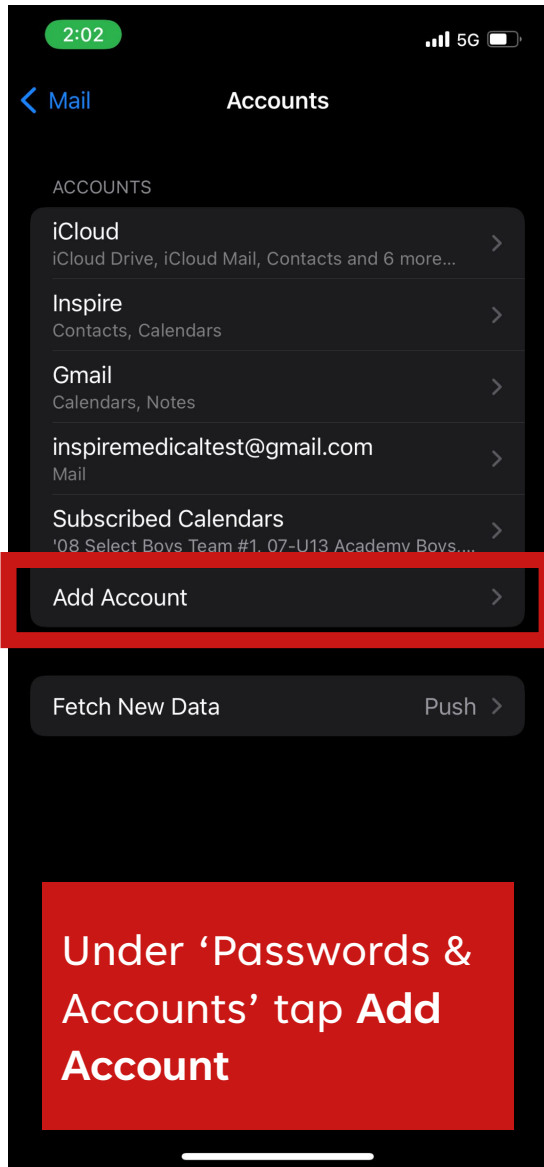 2:02
5G
Mail
Accounts
ACCOUNTS
iCloud
iCloud Drive, iCloud Mail, Contacts and 6 more...
Inspire
Contacts, Calendars
Gmail
Calendars, Notes
inspiremedicaltest@gmail.com
Mail
Subscribed Calendars
'08 Select Boys Team #1, 07-U13 Academy Boys,...
Add Account
Fetch New Data
Push
Under ‘Passwords &
Accounts’ tap Add
Account